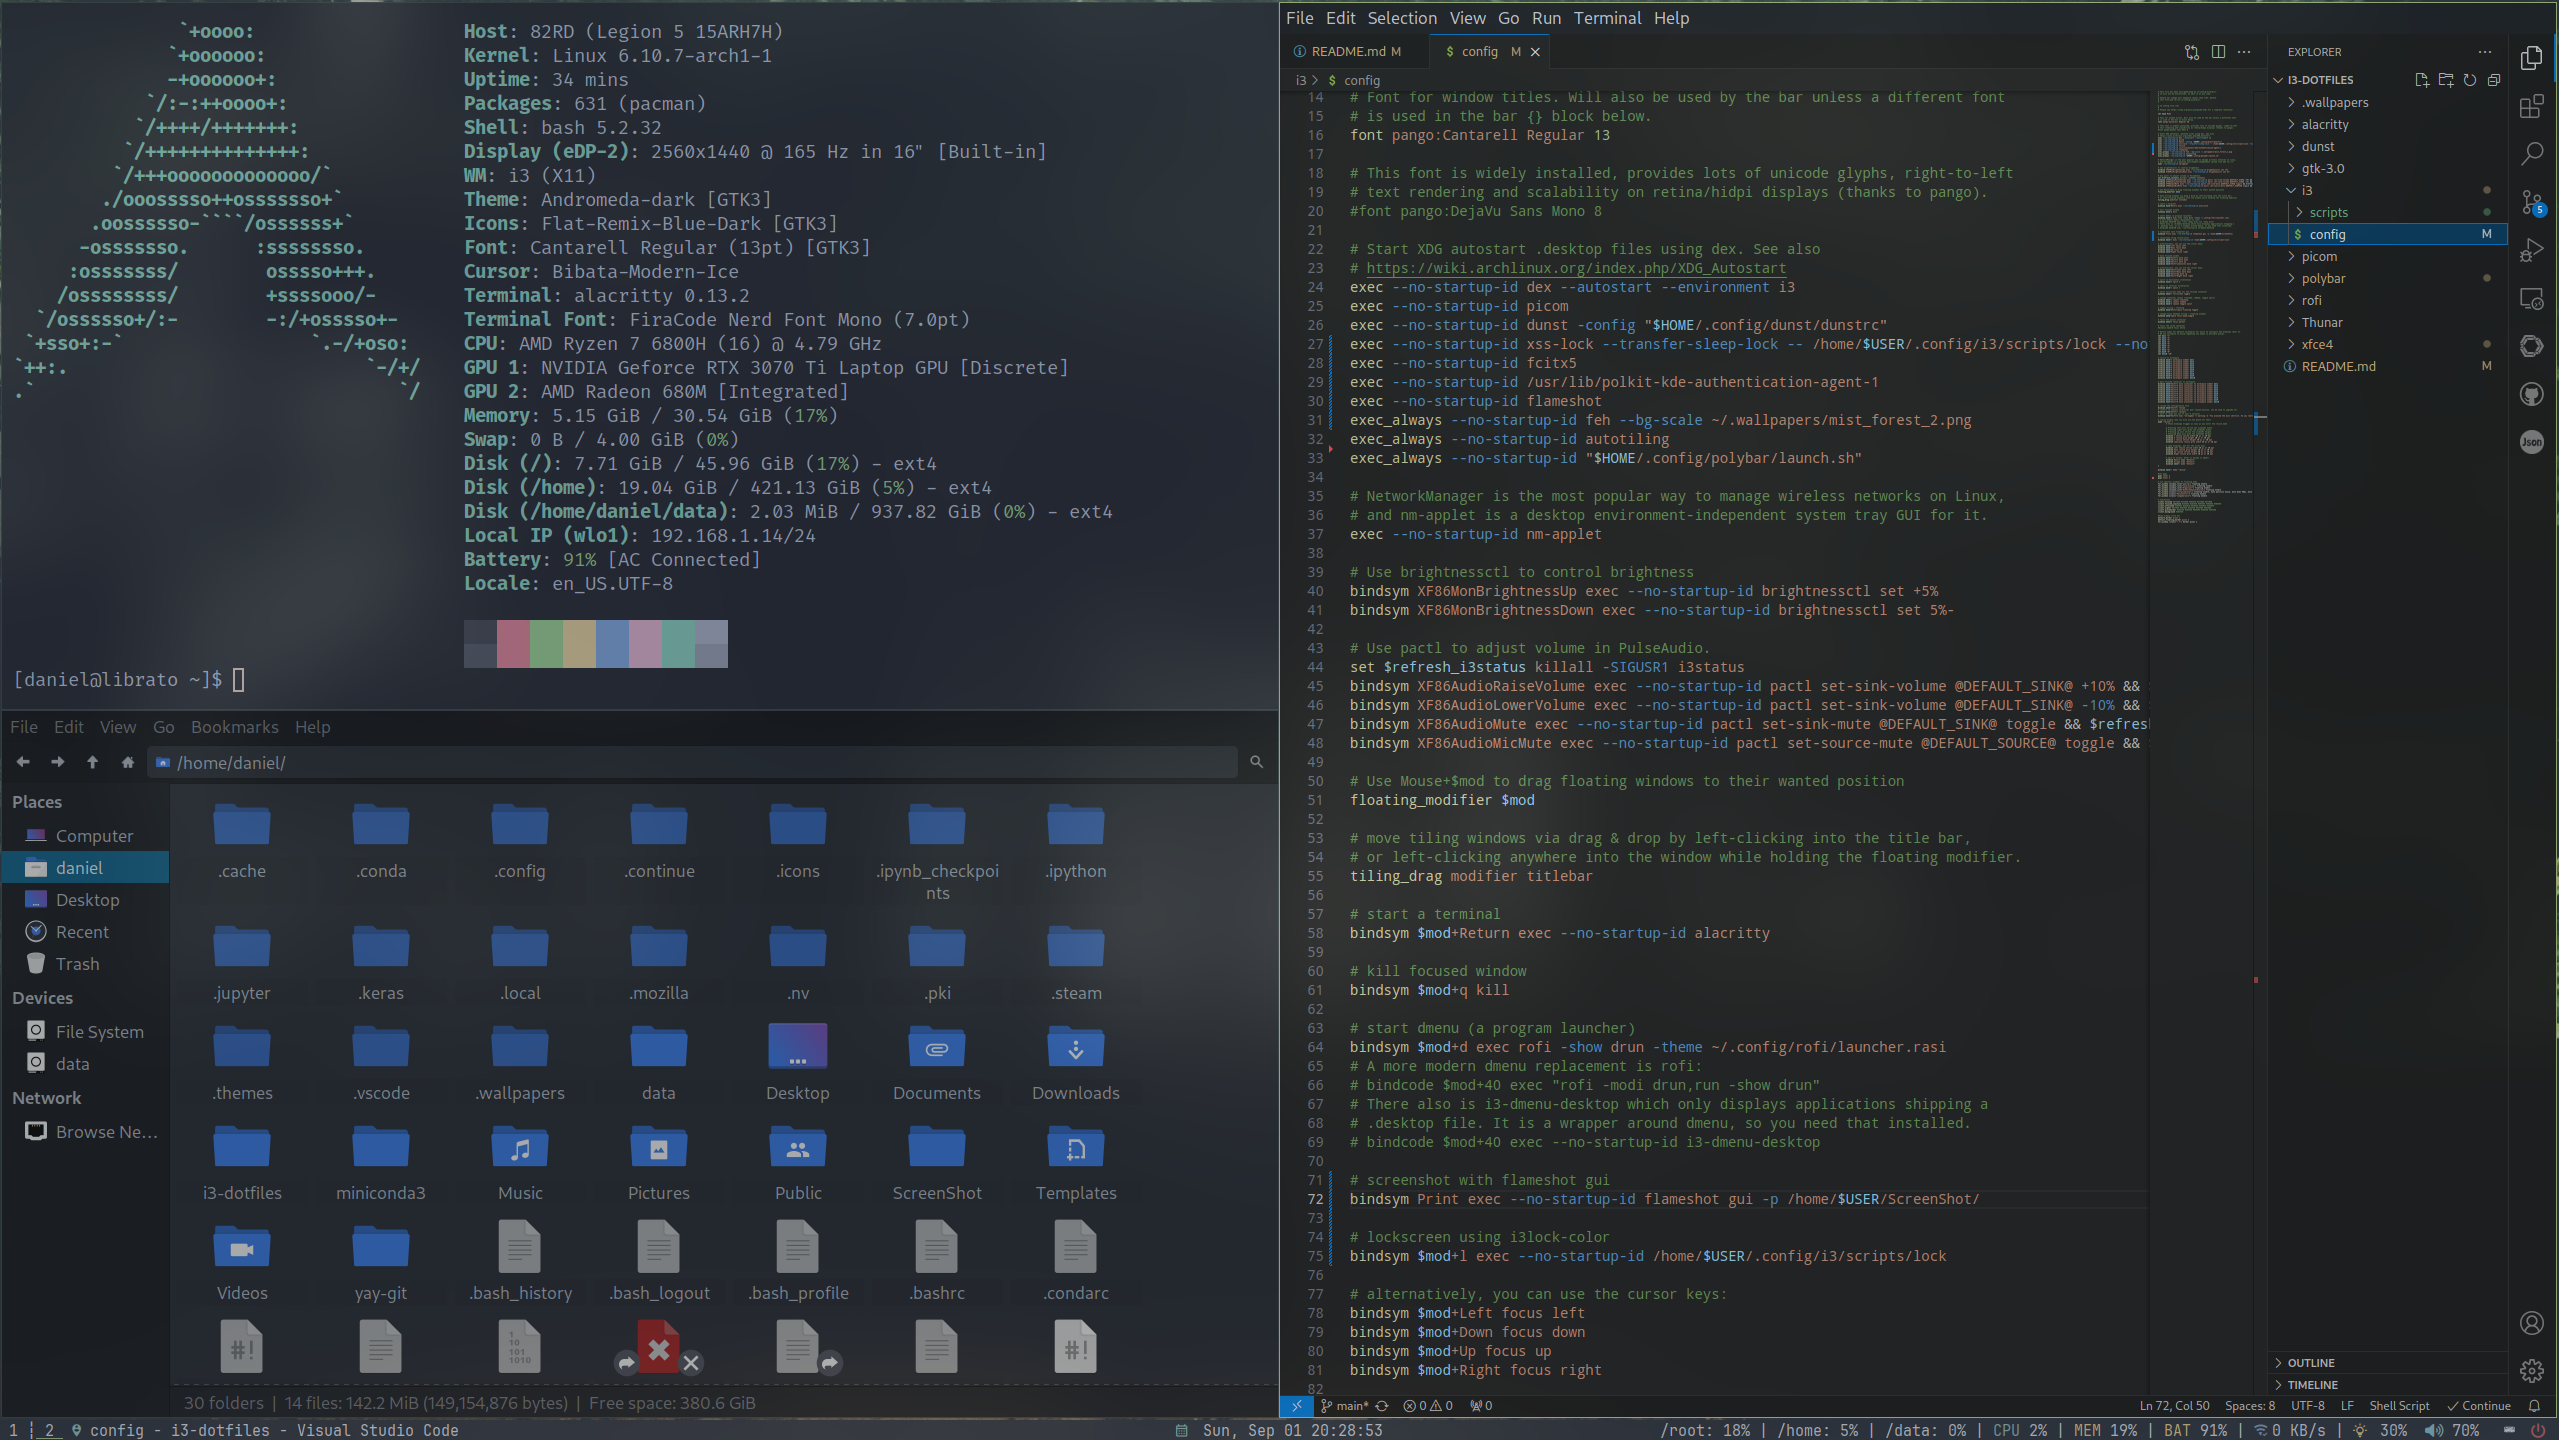 Host: 82RD (Legion 5 15ARH7H)
Kernel: Linux 6.10.7-arch1-1
Uptime: 34 mins
Packages: 631 (pacman)
Shell: bash 5.2.32
Display (eDP-2): 2560x1440 @ 165 Hz in 16" [Built-in]
WM: i3 (X11)
Theme: Andromeda-dark [GTK3]
Icons: Flat-Remix-Blue-Dark [GTK3]
Font: Cantarell Regular (13pt) [GTK3]
Cursor: Bibata-Modern-Ice
Terminal: alacritty 0.13.2
Terminal Font: FiraCode Nerd Font Mono (7.0pt)
CPU: AMD Ryzen 7 6800H (16) @ 4.79 GHz
GPU 1: NVIDIA Geforce RTX 3070 Ti Laptop GPU [Discrete]
GPU 2: AMD Radeon 680M [Integrated]
Memory: 5.15 GiB / 30.54 GiB (17%)
Swap: 0 B / 4.00 GiB (0%)
Disk (/): 7.71 GiB / 45.96 GiB (17%) - ext4
Disk (/home): 19.04 GiB / 421.13 GiB (5%) - ext4
Disk (/home/daniel/data): 2.03 MiB / 937.82 GiB (0%) - ext4
Local IP (wlo1): 192.168.1.14/24
Battery: 91% [AC Connected]
Locale: en_US.UTF-8
[daniel@librato ~]$
File Edit View Go Bookmarks Help
/home/daniel/
Places
Computer
daniel
Desktop
Recent
Trash
Devices
File System
data
Network
Browse Ne...
.cache .conda .config .continue .icons .ipynb_checkpoi .ipython
nts
.jupyter .keras .local .mozilla .nv .pki .steam
.themes .vscode .wallpapers data Desktop Documents Downloads
i3-dotfiles miniconda3 Music Pictures Public ScreenShot Templates
Videos yay-git .bash_history .bash_logout .bash_profile .bashrc .condarc
30 folders | 14 files: 142.2 MiB (149,154,876 bytes) | Free space: 380.6 GiB
File Edit Selection View Go Run Terminal Help
README.md M config M
i3 > $ config
14 # Font for window titles. Will also be used by the bar unless a different font
15 # is used in the bar {} block below.
16 font pango:Cantarell Regular 13
17
18 # This font is widely installed, provides lots of unicode glyphs, right-to-left
19 # text rendering and scalability on retina/hidpi displays (thanks to pango).
20 #font pango:DejaVu Sans Mono 8
21
22 # Start XDG autostart .desktop files using dex. See also
23 # https://wiki.archlinux.org/index.php/XDG_Autostart
24 exec --no-startup-id dex --autostart --environment i3
25 exec --no-startup-id picom
26 exec --no-startup-id dunst -config "$HOME/.config/dunst/dunstrc"
27 exec --no-startup-id xss-lock --transfer-sleep-lock -- /home/$USER/.config/i3/scripts/lock --no
28 exec --no-startup-id fcitx5
29 exec --no-startup-id /usr/lib/polkit-kde-authentication-agent-1
30 exec --no-startup-id flameshot
31 exec_always --no-startup-id feh --bg-scale ~/.wallpapers/mist_forest_2.png
32 exec_always --no-startup-id autotiling
33 exec_always --no-startup-id "$HOME/.config/polybar/launch.sh"
34
35 # NetworkManager is the most popular way to manage wireless networks on Linux,
36 # and nm-applet is a desktop environment-independent system tray GUI for it.
37 exec --no-startup-id nm-applet
38
39 # Use brightnessctl to control brightness
40 bindsym XF86MonBrightnessUp exec --no-startup-id brightnessctl set +5%
41 bindsym XF86MonBrightnessDown exec --no-startup-id brightnessctl set 5%-
42
43 # Use pactl to adjust volume in PulseAudio.
44 set $refresh_i3status killall -SIGUSR1 i3status
45 bindsym XF86AudioRaiseVolume exec --no-startup-id pactl set-sink-volume @DEFAULT_SINK@ +10% &&
46 bindsym XF86AudioLowerVolume exec --no-startup-id pactl set-sink-volume @DEFAULT_SINK@ -10% &&
47 bindsym XF86AudioMute exec --no-startup-id pactl set-sink-mute @DEFAULT_SINK@ toggle && $refres
48 bindsym XF86AudioMicMute exec --no-startup-id pactl set-source-mute @DEFAULT_SOURCE@ toggle &&
49
50 # Use Mouse+$mod to drag floating windows to their wanted position
51 floating_modifier $mod
52
53 # move tiling windows via drag & drop by left-clicking into the title bar,
54 # or left-clicking anywhere into the window while holding the floating modifier.
55 tiling_drag modifier titlebar
56
57 # start a terminal
58 bindsym $mod+Return exec --no-startup-id alacritty
59
60 # kill focused window
61 bindsym $mod+q kill
62
63 # start dmenu (a program launcher)
64 bindsym $mod+d exec rofi -show drun -theme ~/.config/rofi/launcher.rasi
65 # A more modern dmenu replacement is rofi:
66 # bindcode $mod+40 exec "rofi -modi drun,run -show drun"
67 # There also is i3-dmenu-desktop which only displays applications shipping a
68 # .desktop file. It is a wrapper around dmenu, so you need that installed.
69 # bindcode $mod+40 exec --no-startup-id i3-dmenu-desktop
70
71 # screenshot with flameshot gui
72 bindsym Print exec --no-startup-id flameshot gui -p /home/$USER/ScreenShot/
73
74 # lockscreen using i3lock-color
75 bindsym $mod+l exec --no-startup-id /home/$USER/.config/i3/scripts/lock
76
77 # alternatively, you can use the cursor keys:
78 bindsym $mod+Left focus left
79 bindsym $mod+Down focus down
80 bindsym $mod+Up focus up
81 bindsym $mod+Right focus right
82
EXPLORER
I3-DOTFILES
.wallpapers
alacritty
dunst
gtk-3.0
i3
scripts
$ config M
picom
polybar
rofi
Thunar
xfce4
README.md M
5
Json
OUTLINE
TIMELINE
main* 0 0 0 Ln 72, Col 50 Spaces: 8 UTF-8 LF Shell Script Continue
1 2 config - i3-dotfiles - Visual Studio Code Sun, Sep 01 20:28:53 /root: 18% | /home: 5% | /data: 0% | CPU 2% | MEM 19% | BAT 91% | 0 KB/s | 30% 70%